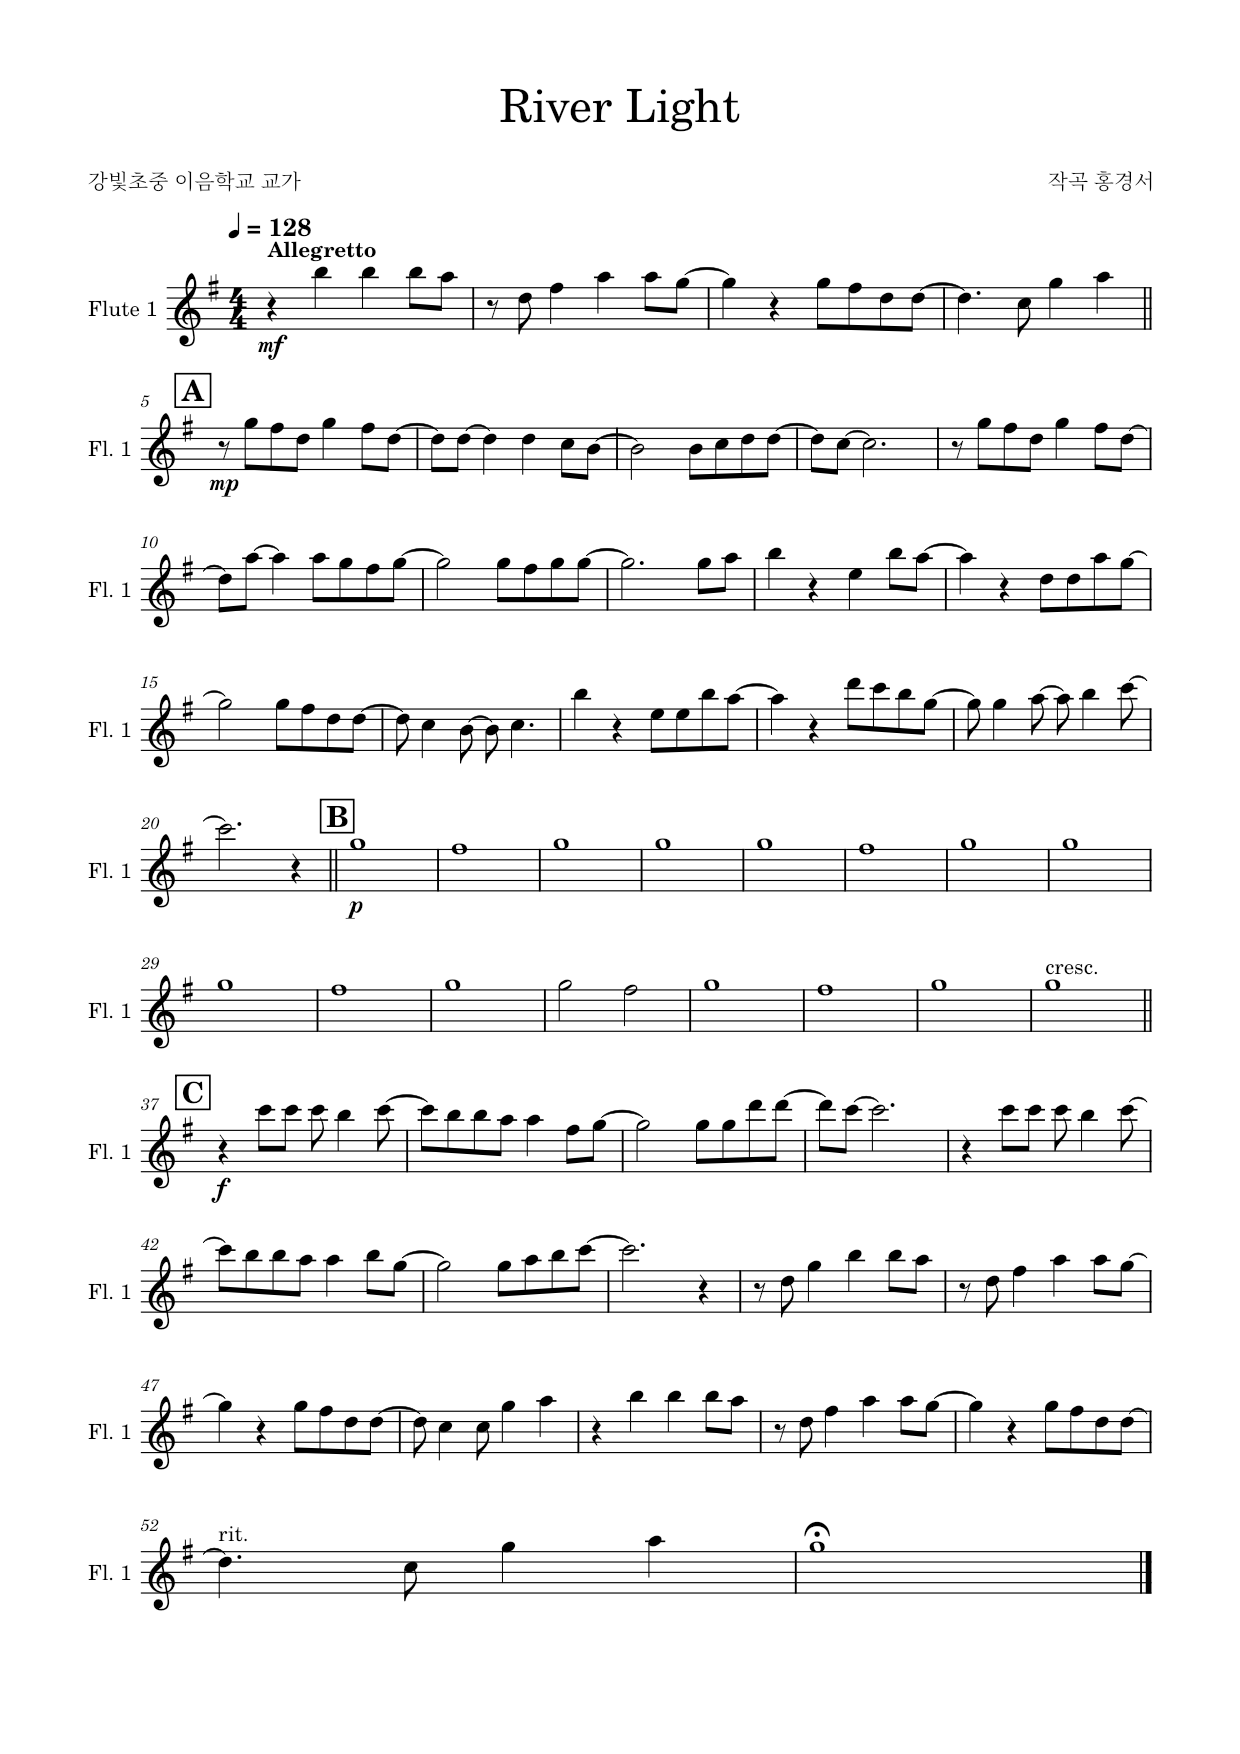 River Light
강빛초중 이음학교 교가
작곡 홍경서
= 128
Allegretto
Flute 1
mf
A
5
Fl. 1
mp
10
Fl. 1
15
Fl. 1
B
20
Fl. 1
p
29
cresc.
Fl. 1
C
37
Fl. 1
f
42
Fl. 1
47
Fl. 1
52
rit.
Fl. 1